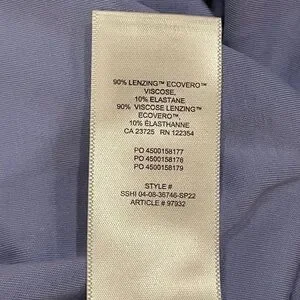 90% LENZING™ ECOVERO™
VISCOSE,
10% ELASTANE
90% VISCOSE LENZING™
ECOVERO™,
10% ÉLASTHANNE
CA 23725 RN 122354
PO 4500158177
PO 4500158178
PO 4500158179
STYLE #
SSHI 04-08-36746-SP22
ARTICLE # 97932